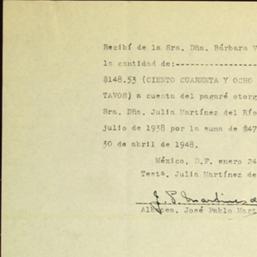 Recibí de la Sra. Dña. Bárbara V
la cantidad de:--------------------
$148.53 (CIENTO CUARENTA Y OCHO
TAVOS) a cuenta del pagaré otorg
Sra. Dña. Julia Martínez del Río
julio de 1938 por la suma de $47
30 de abril de 1948.
México, D.F. enero 24
Testª. Julia Martínez de
J. P. Martínez d
Albacea, José Pablo Mart